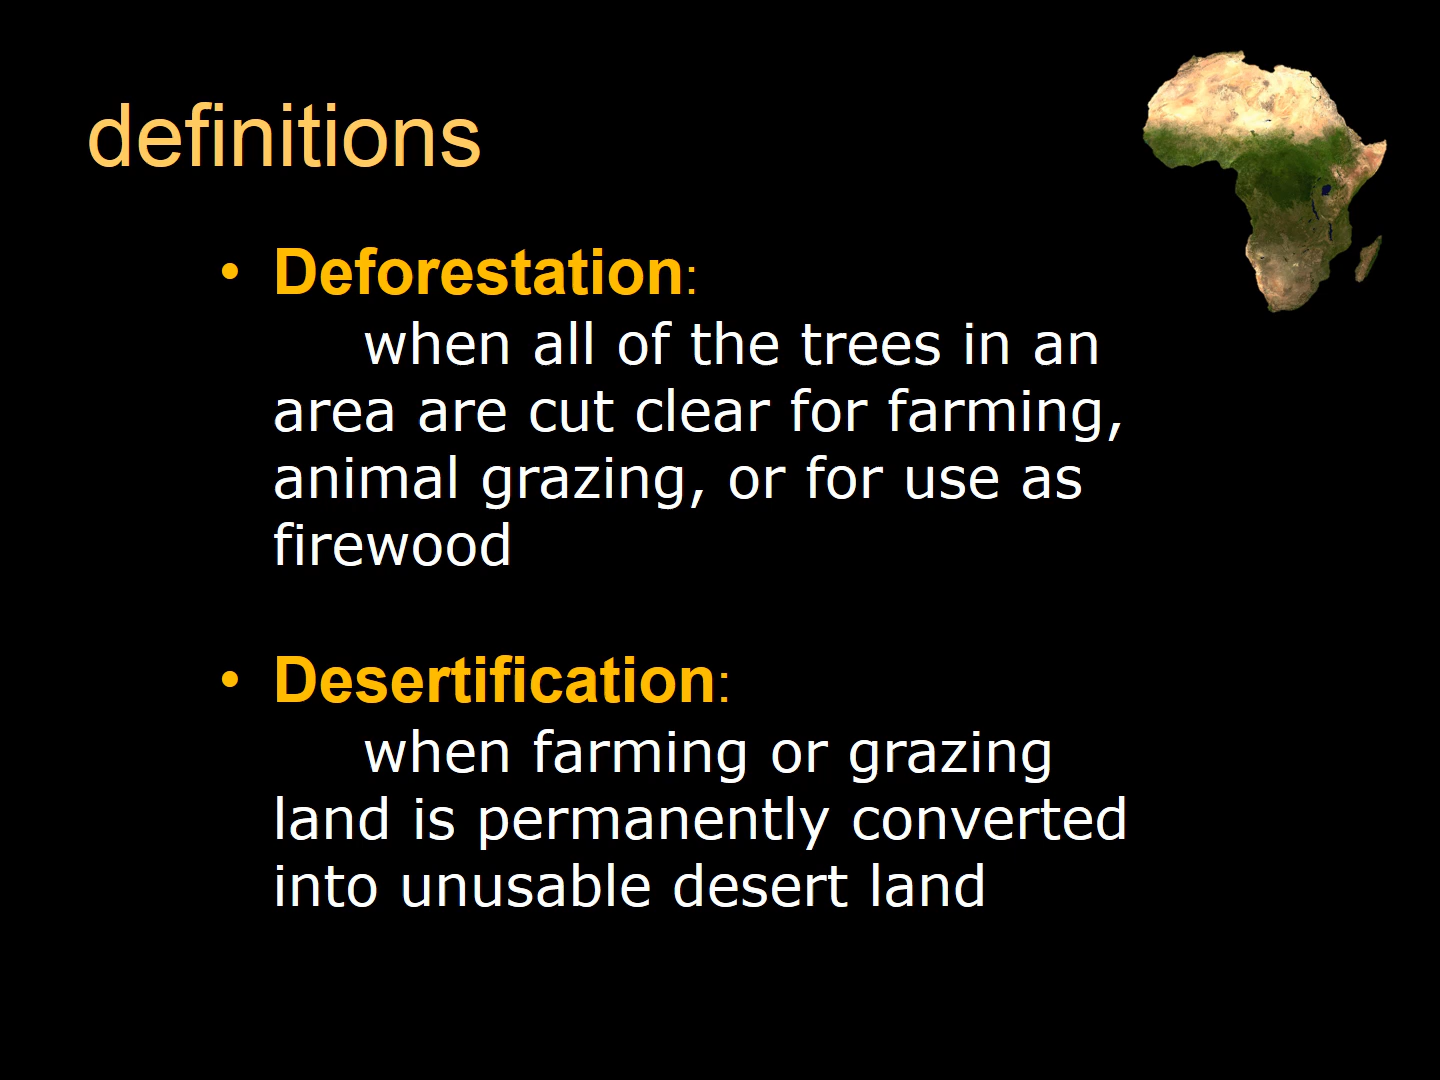 definitions
• Deforestation:
when all of the trees in an
area are cut clear for farming,
animal grazing, or for use as
firewood
• Desertification:
when farming or grazing
land is permanently converted
into unusable desert land